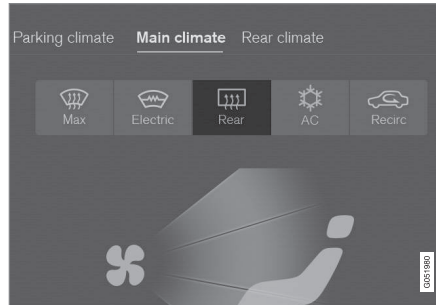 Parking climate Main climate Rear climate
Max Electric Rear AC Recirc
G051980